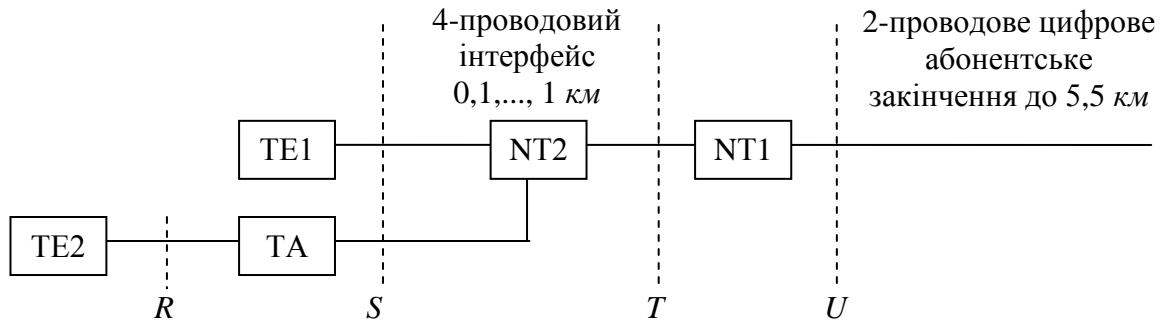 4-проводовий
інтерфейс
0,1,..., 1 км
2-проводове цифрове
абонентське
закінчення до 5,5 км
TE1
NT2
NT1
TE2
TA
R
S
T
U